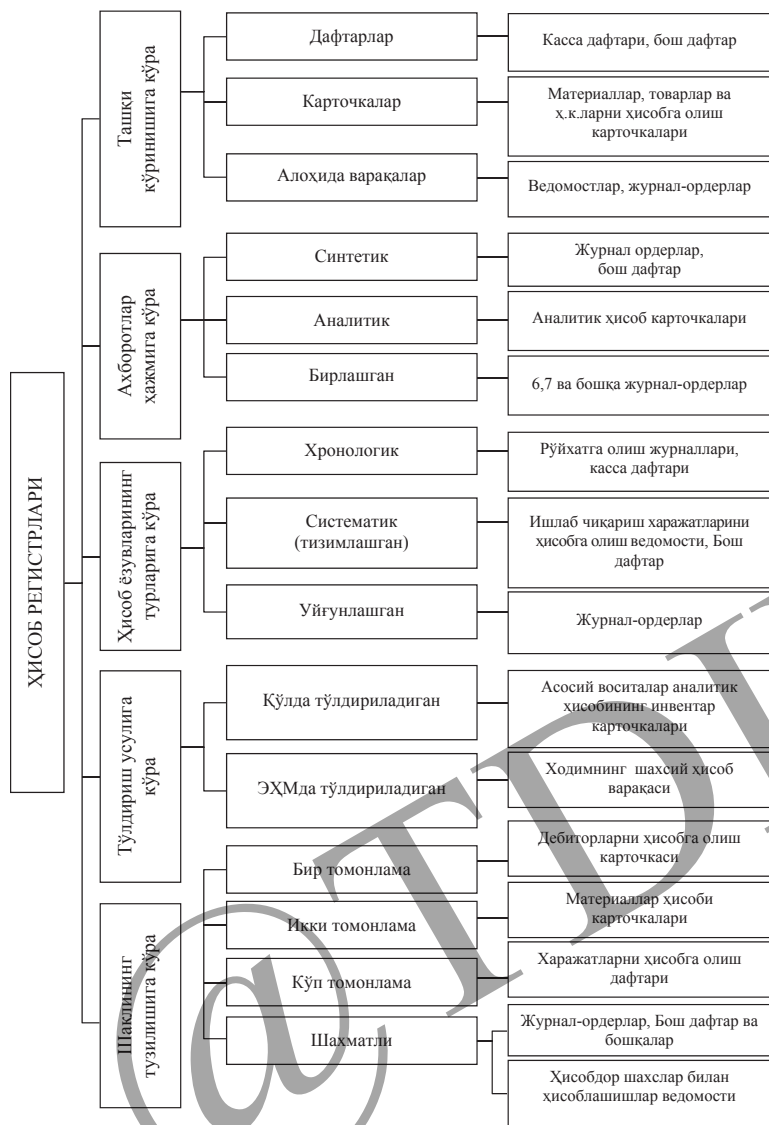 ҲИСОБ РЕГИСТРЛАРИ
Ташқи
кўринишига кўра
Дафтарлар
Касса дафтари, бош дафтар
Карточкалар
Материаллар, товарлар ва
ҳ.к.ларни ҳисобга олиш
карточкалари
Алоҳида варақалар
Ведомостлар, журнал-ордерлар
Ахборотлар
ҳажмига кўра
Синтетик
Журнал ордерлар,
бош дафтар
Аналитик
Аналитик ҳисоб карточкалари
Бирлашган
6,7 ва бошқа журнал-ордерлар
Ҳисоб ёзувларининг
турларига кўра
Хронологик
Рўйхатга олиш журналлари,
касса дафтари
Систематик
(тизимлашган)
Ишлаб чиқариш харажатларини
ҳисобга олиш ведомости, Бош
дафтар
Уйғунлашган
Журнал-ордерлар
Тўлдириш усулига
кўра
Қўлда тўлдириладиган
Асосий воситалар аналитик
ҳисобининг инвентар
карточкалари
ЭҲМда тўлдириладиган
Ходимнинг шахсий ҳисоб
варақаси
Шаклининг
тузилишига кўра
Бир томонлама
Дебиторларни ҳисобга олиш
карточкаси
Икки томонлама
Материаллар ҳисоби
карточкалари
Кўп томонлама
Харажатларни ҳисобга олиш
дафтари
Шахматли
Журнал-ордерлар, Бош дафтар ва
бошқалар
Ҳисобдор шахслар билан
ҳисоблашишлар ведомости